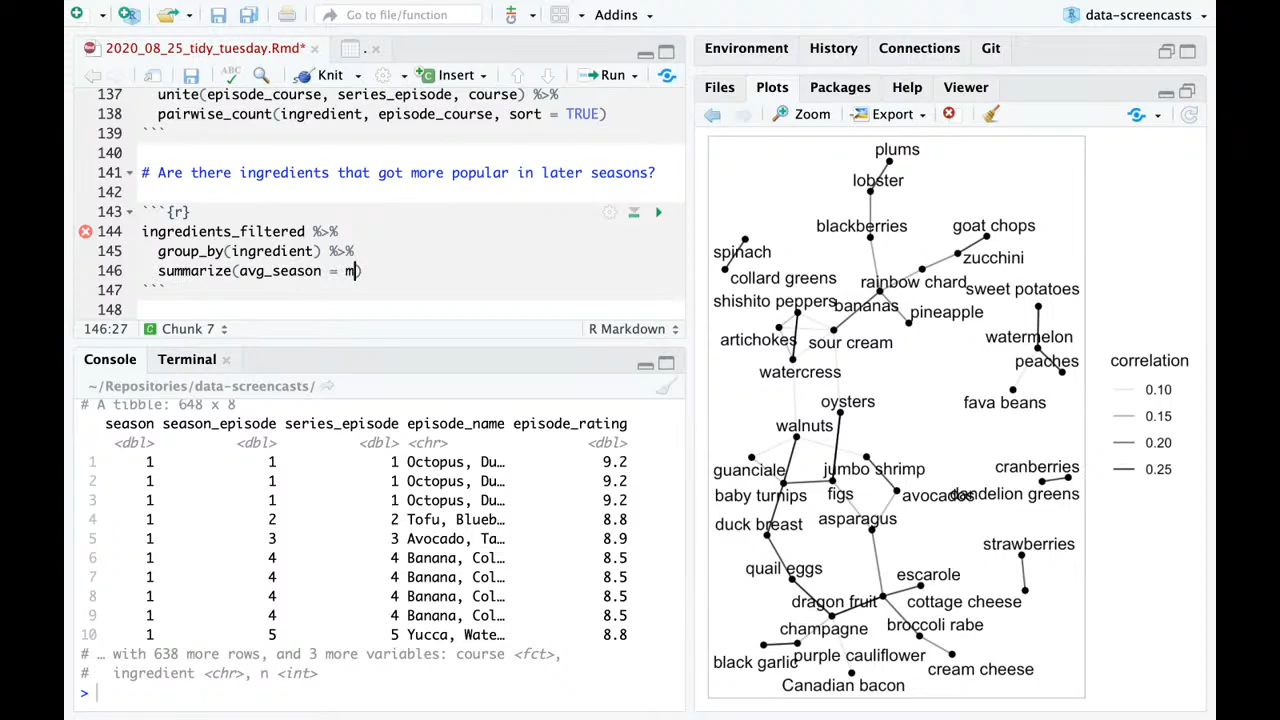 Go to file/function
Addins
data-screencasts
2020_08_25_tidy_tuesday.Rmd*
.
ABC
Knit
Insert
Run
137 unite(episode_course, series_episode, course) %>%
138 pairwise_count(ingredient, episode_course, sort = TRUE)
139 ```
140
141 # Are there ingredients that got more popular in later seasons?
142
143 ```{r}
144 ingredients_filtered %>%
145 group_by(ingredient) %>%
146 summarize(avg_season = m)
147 ```
148
146:27 Chunk 7 R Markdown
Console Terminal
~/Repositories/data-screencasts/
# A tibble: 648 x 8
season season_episode series_episode episode_name episode_rating
<dbl> <dbl> <dbl> <chr> <dbl>
1 1 1 1 Octopus, Du… 9.2
2 1 1 1 Octopus, Du… 9.2
3 1 1 1 Octopus, Du… 9.2
4 1 2 2 Tofu, Blueb… 8.8
5 1 3 3 Avocado, Ta… 8.9
6 1 4 4 Banana, Col… 8.5
7 1 4 4 Banana, Col… 8.5
8 1 4 4 Banana, Col… 8.5
9 1 4 4 Banana, Col… 8.5
10 1 5 5 Yucca, Wate… 8.8
# … with 638 more rows, and 3 more variables: course <fct>,
# ingredient <chr>, n <int>
>
Environment History Connections Git
Files Plots Packages Help Viewer
Zoom Export
plums
lobster
blackberries
goat chops
spinach
zucchini
collard greens
rainbow chard
sweet potatoes
shishito peppers
bananas
pineapple
artichokes
sour cream
watermelon
watercress
peaches
oysters
fava beans
walnuts
guanciale
jumbo shrimp
cranberries
baby turnips
figs
avocados
dandelion greens
duck breast
asparagus
strawberries
quail eggs
escarole
dragon fruit
cottage cheese
champagne
broccoli rabe
black garlic
purple cauliflower
cream cheese
Canadian bacon
correlation
0.10
0.15
0.20
0.25